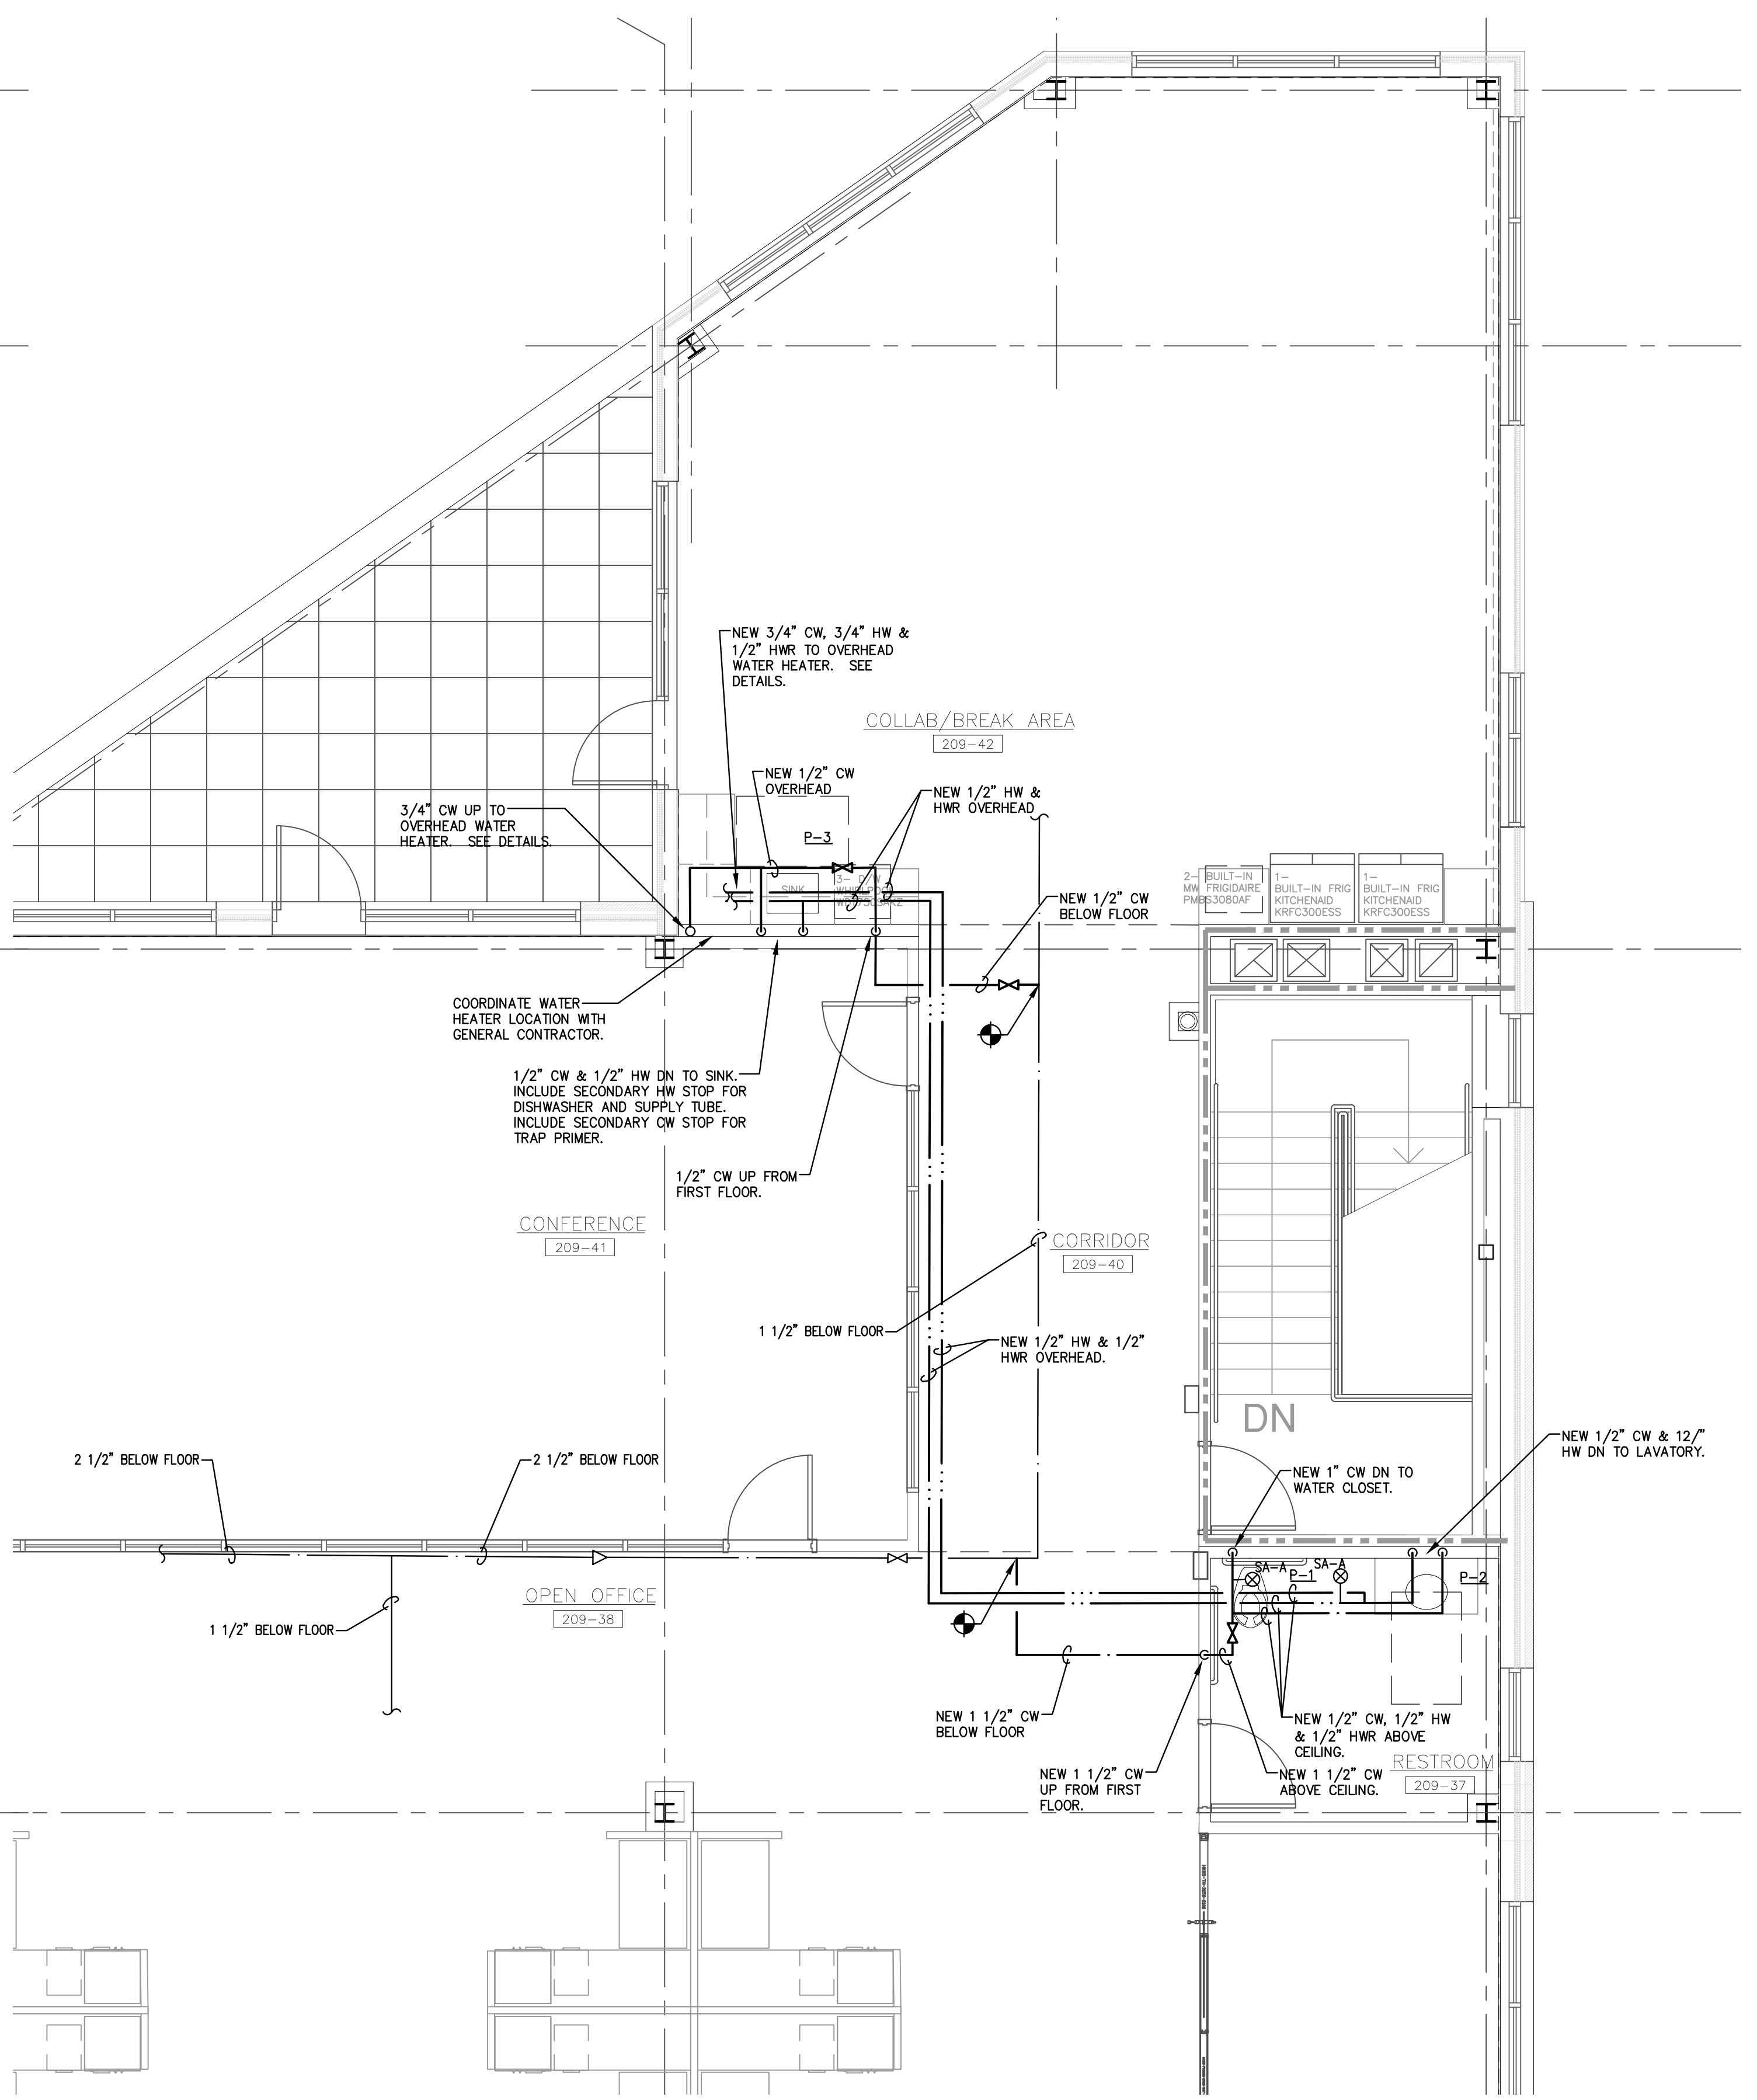 NEW 3/4" CW, 3/4" HW &
1/2" HWR TO OVERHEAD
WATER HEATER. SEE
DETAILS.
COLLAB/BREAK AREA
209-42
NEW 1/2" CW
OVERHEAD
NEW 1/2" HW &
HWR OVERHEAD
3/4" CW UP TO
OVERHEAD WATER
HEATER. SEE DETAILS.
P-3
SINK
3- D/W
2- BUILT-IN
MW FRIGIDAIRE
PMBS3080AF
1-
BUILT-IN FRIG
KITCHENAID
KRFC300ESS
1-
BUILT-IN FRIG
KITCHENAID
KRFC300ESS
NEW 1/2" CW
BELOW FLOOR
COORDINATE WATER
HEATER LOCATION WITH
GENERAL CONTRACTOR.
1/2" CW & 1/2" HW DN TO SINK.
INCLUDE SECONDARY HW STOP FOR
DISHWASHER AND SUPPLY TUBE.
INCLUDE SECONDARY CW STOP FOR
TRAP PRIMER.
1/2" CW UP FROM
FIRST FLOOR.
CONFERENCE
209-41
CORRIDOR
209-40
1 1/2" BELOW FLOOR
NEW 1/2" HW & 1/2"
HWR OVERHEAD.
DN
2 1/2" BELOW FLOOR
2 1/2" BELOW FLOOR
NEW 1" CW DN TO
WATER CLOSET.
NEW 1/2" CW & 12/"
HW DN TO LAVATORY.
SA-A
P-1
SA-A
P-2
OPEN OFFICE
209-38
1 1/2" BELOW FLOOR
NEW 1 1/2" CW
BELOW FLOOR
NEW 1/2" CW, 1/2" HW
& 1/2" HWR ABOVE
CEILING.
RESTROOM
209-37
NEW 1 1/2" CW
UP FROM FIRST
FLOOR.
NEW 1 1/2" CW
ABOVE CEILING.